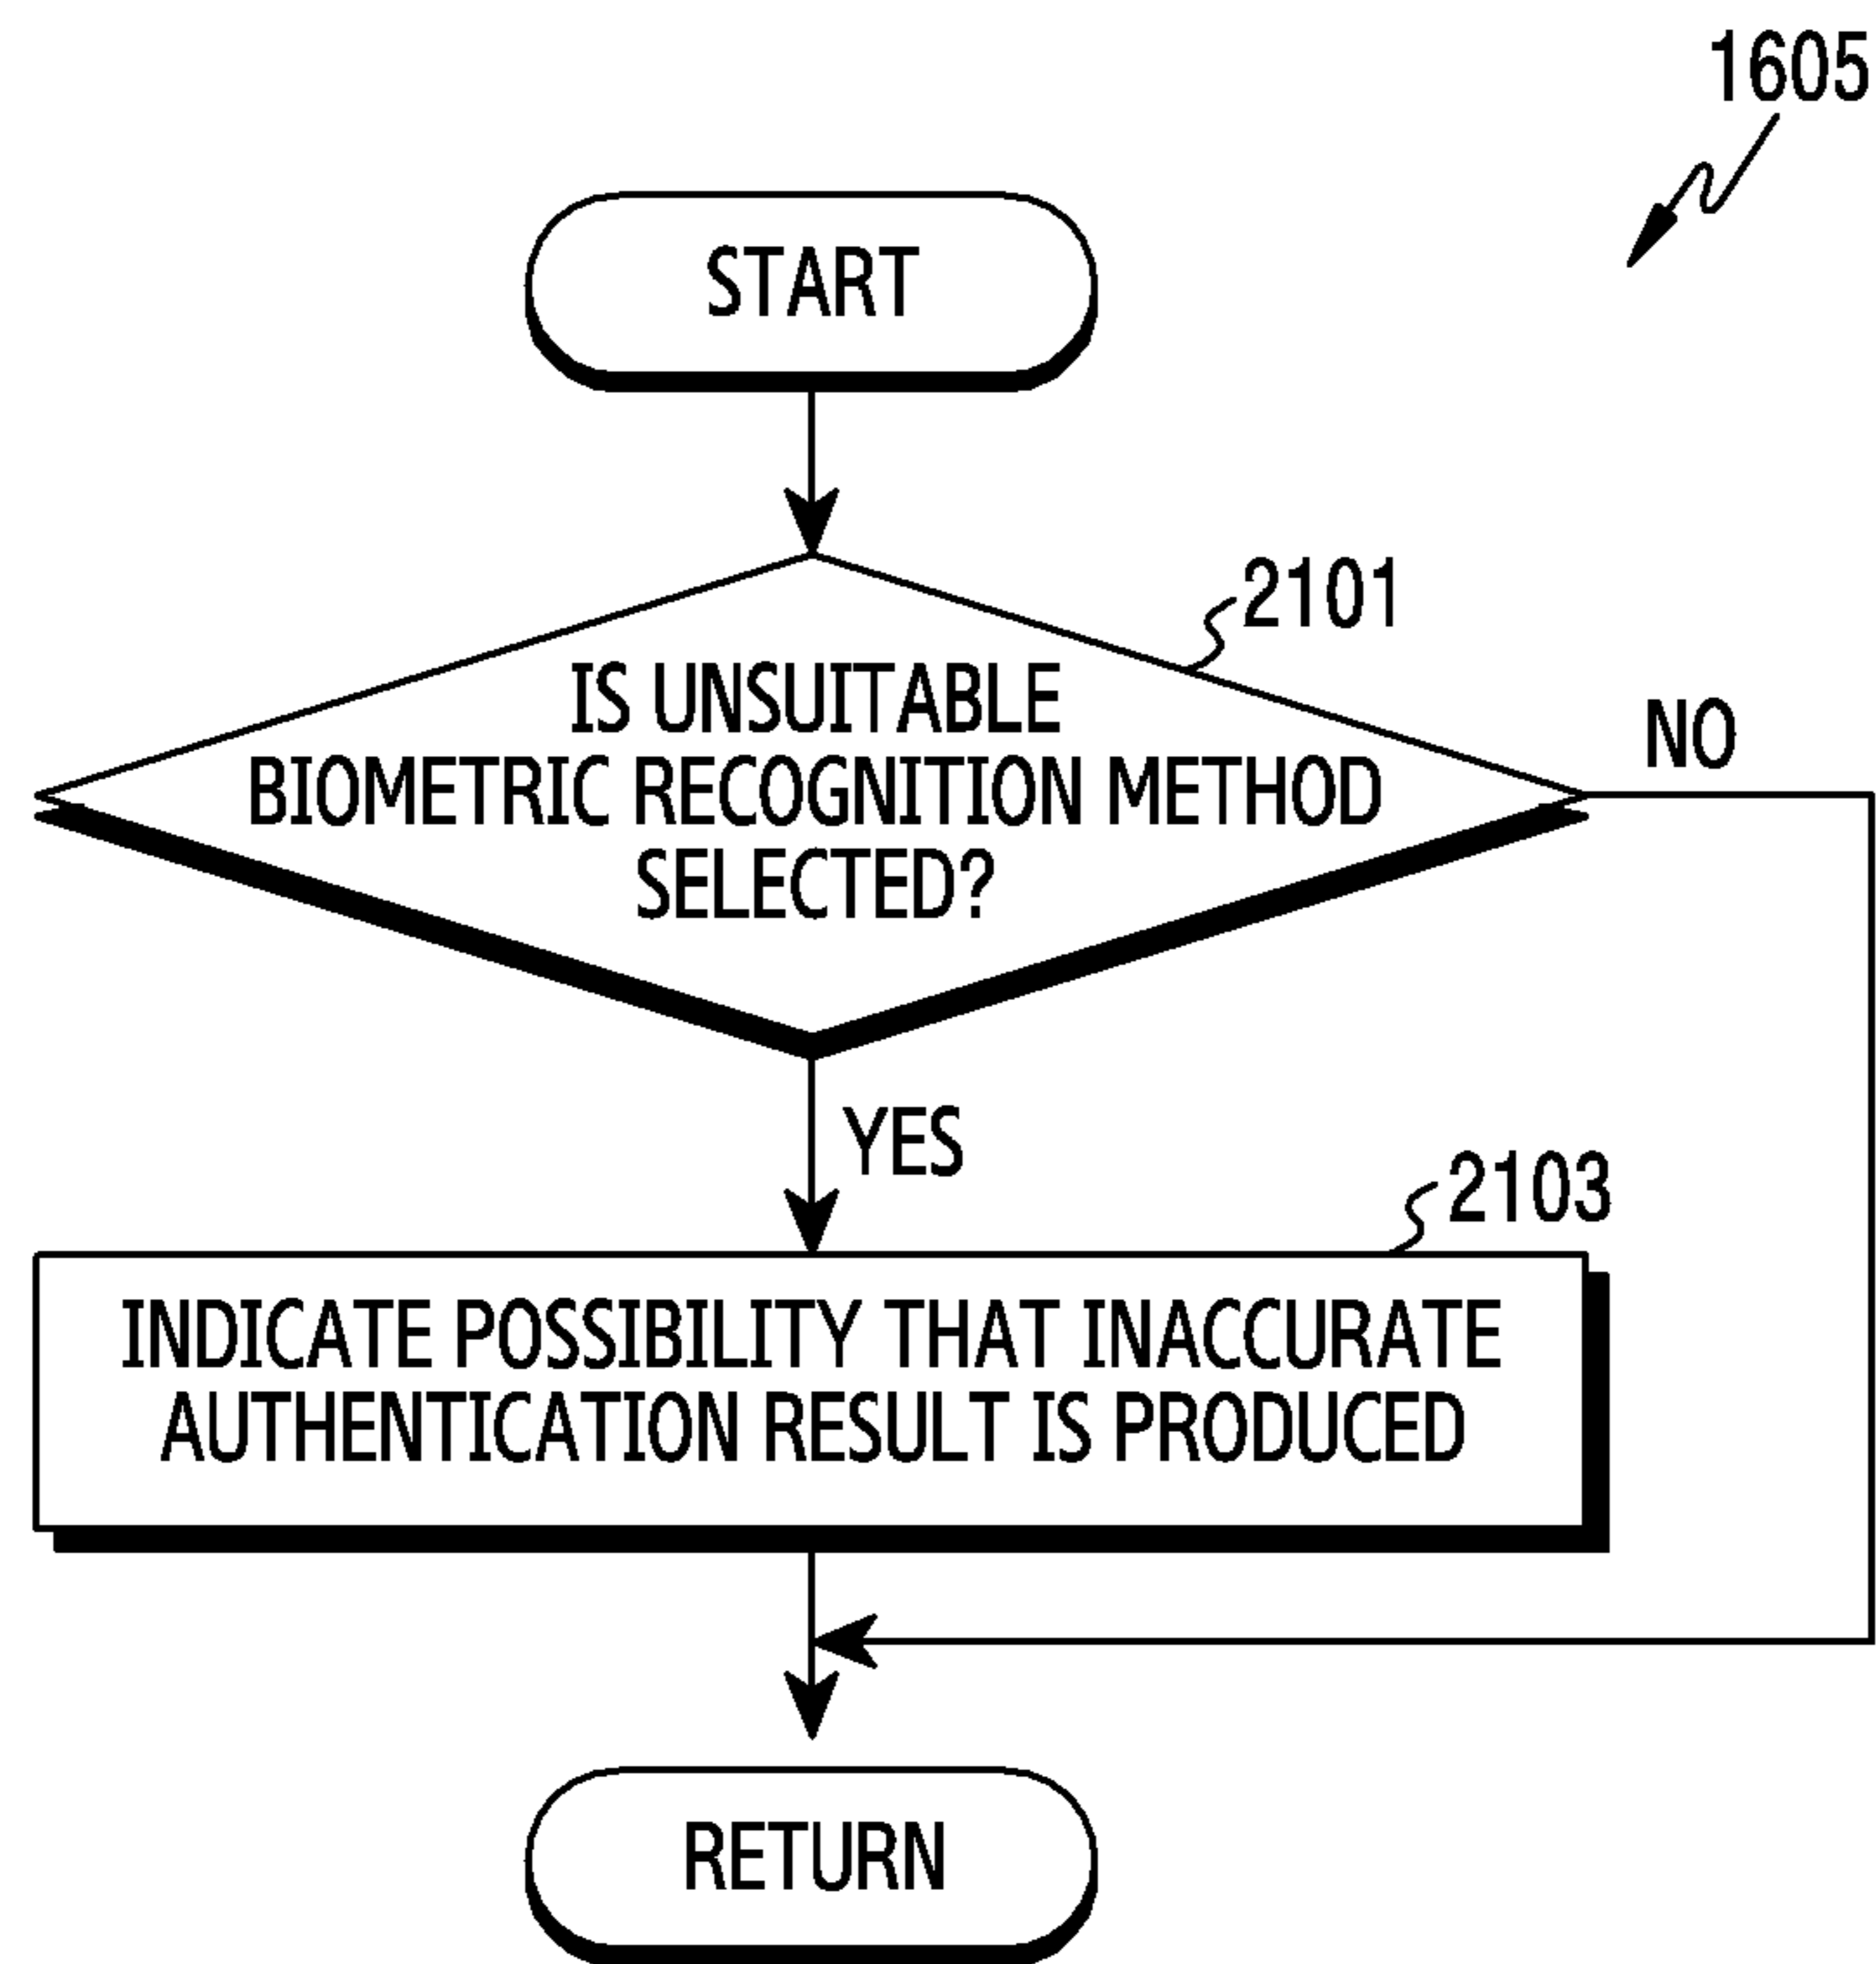 1605
START
2101
IS UNSUITABLE
BIOMETRIC RECOGNITION METHOD
SELECTED?
NO
YES
2103
INDICATE POSSIBILITY THAT INACCURATE
AUTHENTICATION RESULT IS PRODUCED
RETURN